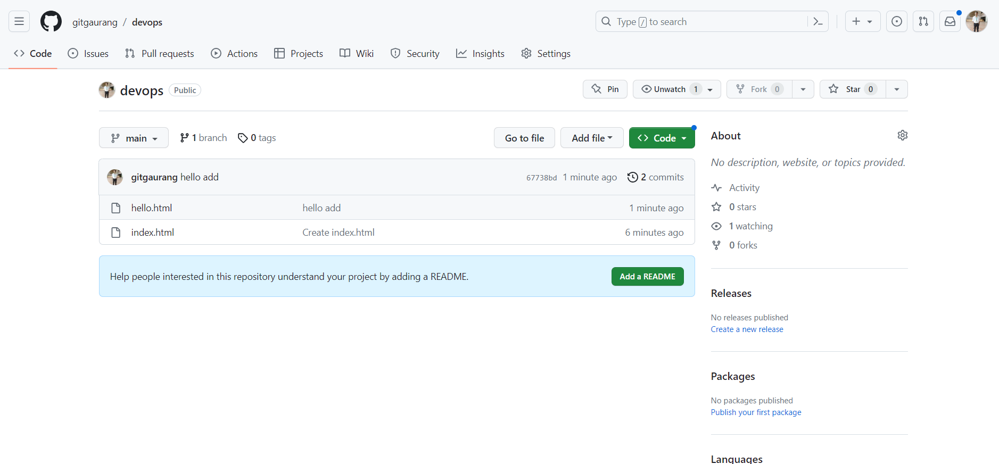 gitgaurang / devops
Type / to search
Code Issues Pull requests Actions Projects Wiki Security Insights Settings
devops Public
Pin Unwatch 1 Fork 0 Star 0
main 1 branch 0 tags Go to file Add file Code
gitgaurang hello add 67738bd 1 minute ago 2 commits
hello.html hello add 1 minute ago
index.html Create index.html 6 minutes ago
Help people interested in this repository understand your project by adding a README. Add a README
About
No description, website, or topics provided.
Activity
0 stars
1 watching
0 forks
Releases
No releases published
Create a new release
Packages
No packages published
Publish your first package
Languages